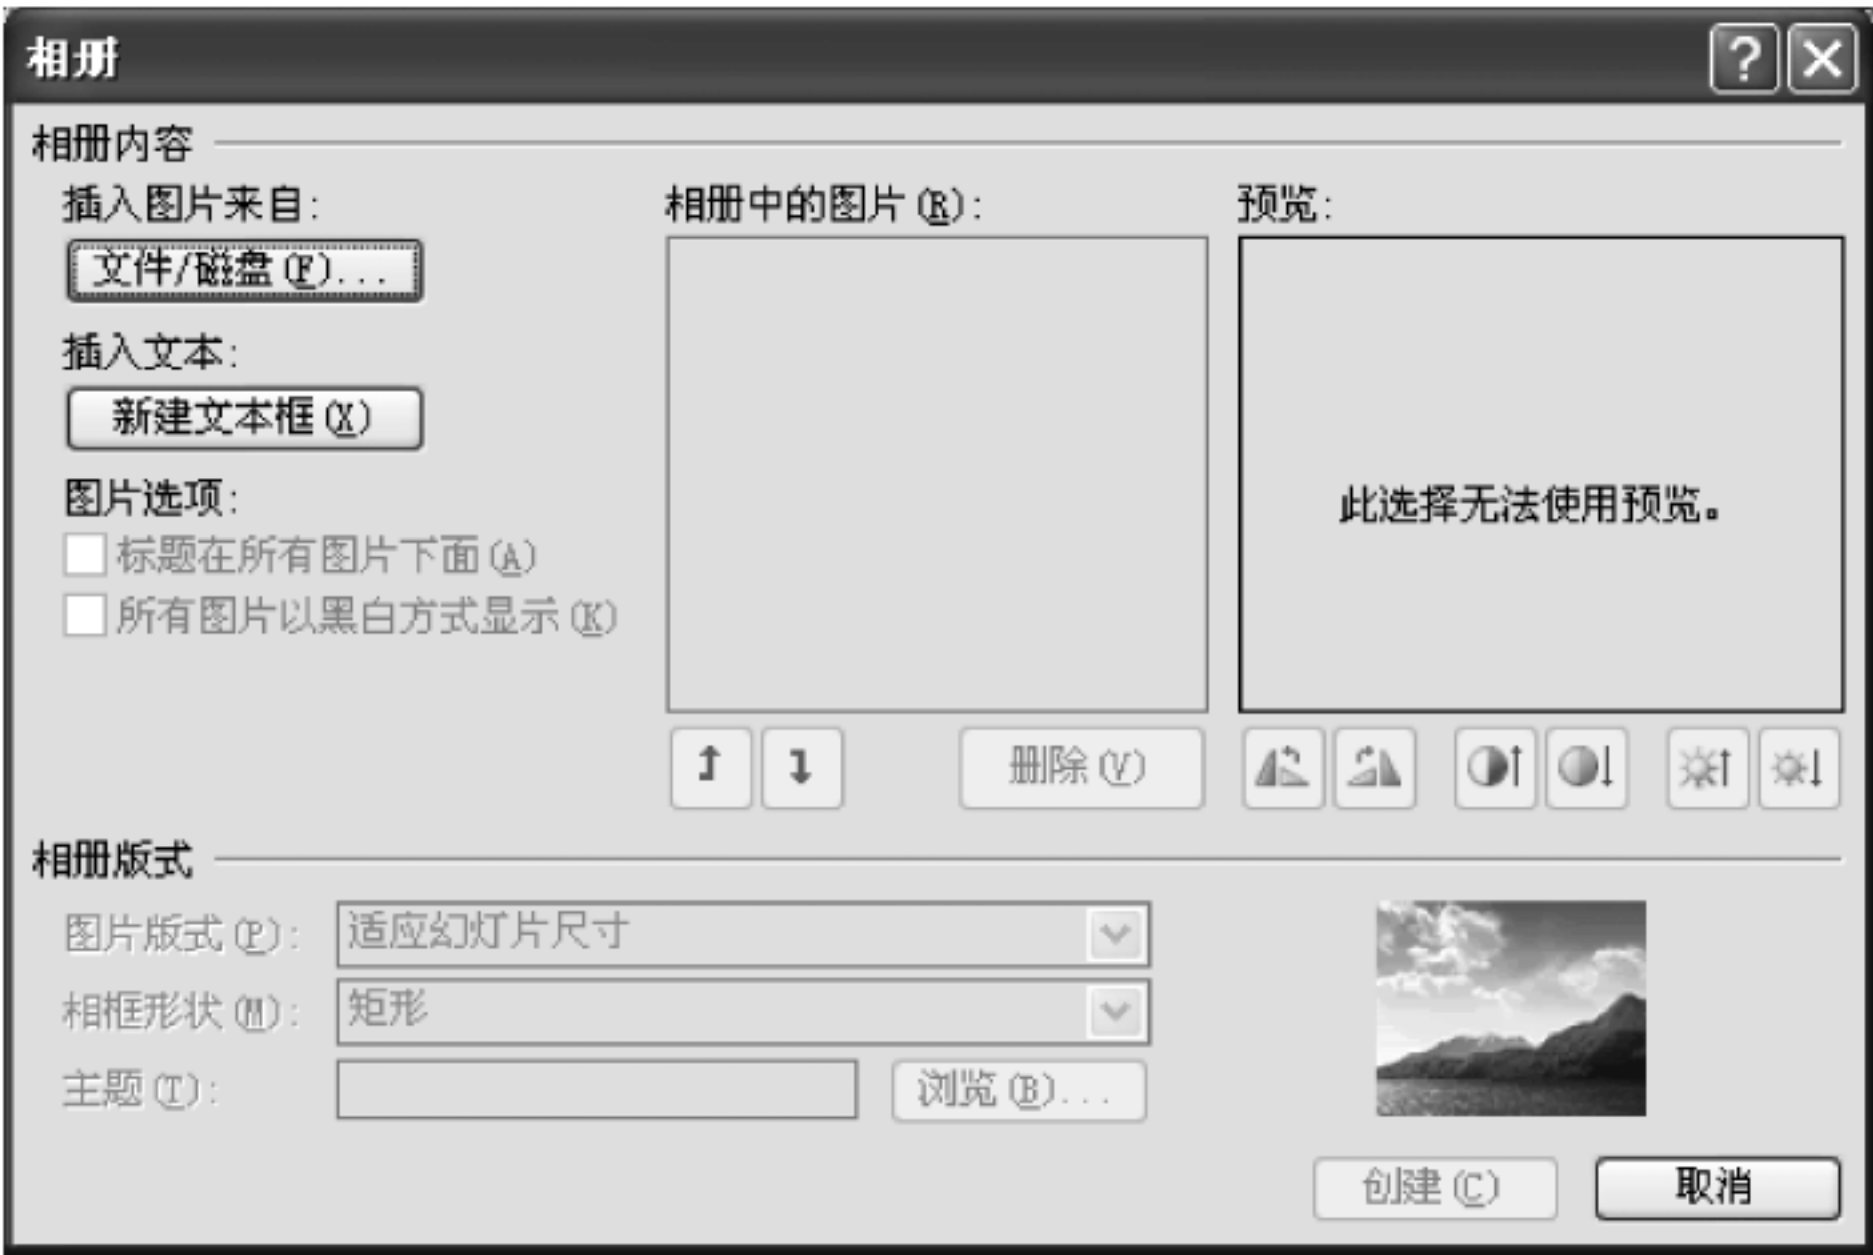 相册
相册内容
插入图片来自:
文件/磁盘(F)...
插入文本:
新建文本框(X)
图片选项:
标题在所有图片下面(A)
所有图片以黑白方式显示(K)
相册中的图片(R):
删除(V)
预览:
此选择无法使用预览。
相册版式
图片版式(P):
适应幻灯片尺寸
相框形状(M):
矩形
主题(T):
浏览(B)...
创建(C)
取消